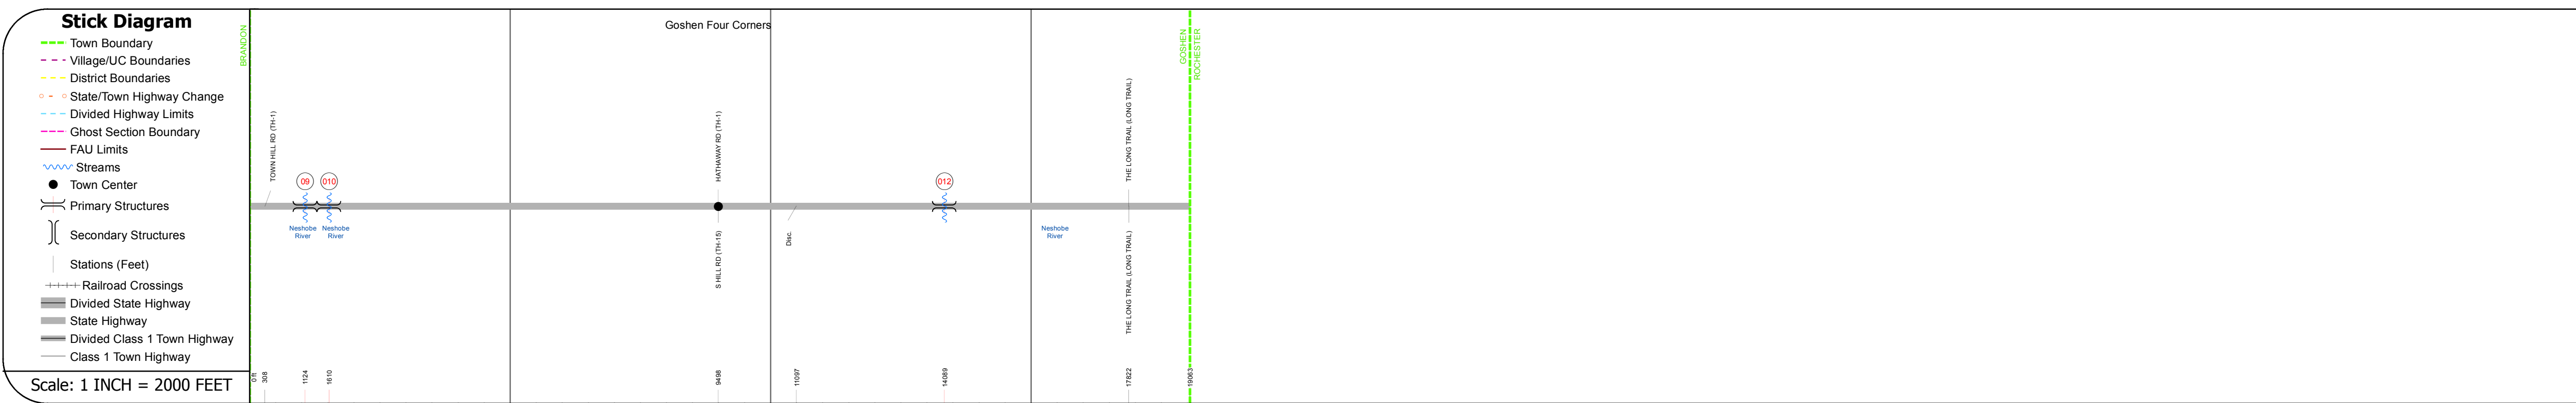 Stick Diagram
Town Boundary
Village/UC Boundaries
District Boundaries
State/Town Highway Change
Divided Highway Limits
Ghost Section Boundary
FAU Limits
Streams
Town Center
Primary Structures
Secondary Structures
Stations (Feet)
Railroad Crossings
Divided State Highway
State Highway
Divided Class 1 Town Highway
Class 1 Town Highway
Scale: 1 INCH = 2000 FEET
BRANDON
Goshen Four Corners
GOSHEN
ROCHESTER
TOWN HILL RD (TH-1)
HATHAWAY RD (TH-1)
THE LONG TRAIL (LONG TRAIL)
09
010
012
Neshobe
River
Neshobe
River
S HILL RD (TH-15)
Disc.
Neshobe
River
THE LONG TRAIL (LONG TRAIL)
0 ft
308
1124
1610
9498
11097
14089
17822
19063